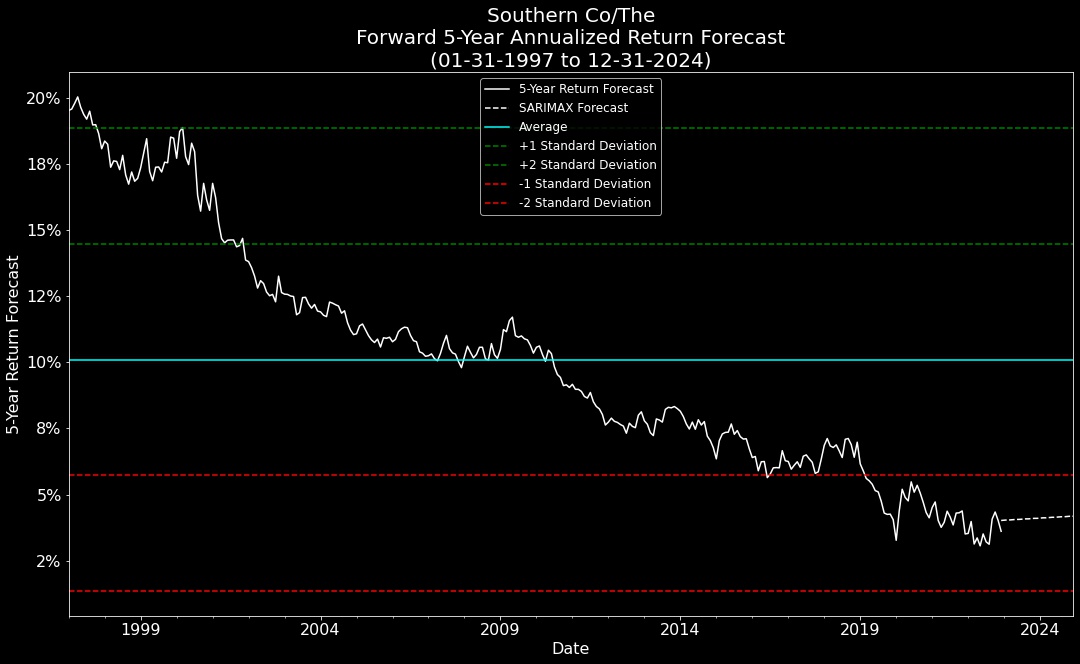 Southern Co/The
Forward 5-Year Annualized Return Forecast
(01-31-1997 to 12-31-2024)
5-Year Return Forecast
SARIMAX Forecast
Average
+1 Standard Deviation
+2 Standard Deviation
-1 Standard Deviation
-2 Standard Deviation
20%
18%
15%
12%
10%
8%
5%
2%
5-Year Return Forecast
1999 2004 2009 2014 2019 2024
Date